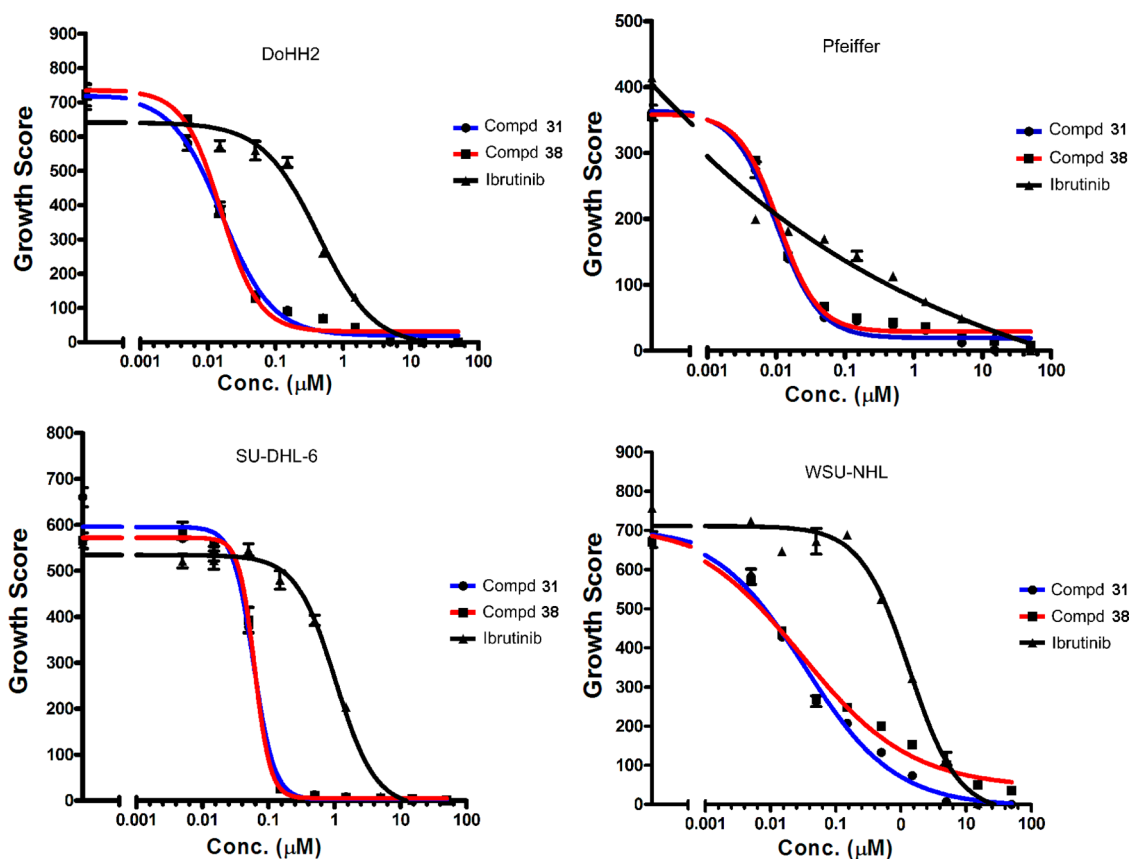 DoHH2
900
800
700
600
500
400
300
200
100
0
Growth Score
Compd 31
Compd 38
Ibrutinib
0.001 0.01 0.1 1 10 100
Conc. (μM)
Pfeiffer
500
400
300
200
100
0
Growth Score
Compd 31
Compd 38
Ibrutinib
0.001 0.01 0.1 1 10 100
Conc. (μM)
SU-DHL-6
800
700
600
500
400
300
200
100
0
Growth Score
Compd 31
Compd 38
Ibrutinib
0.001 0.01 0.1 1 10 100
Conc. (μM)
WSU-NHL
900
800
700
600
500
400
300
200
100
0
Growth Score
Compd 31
Compd 38
Ibrutinib
0.001 0.01 0.1 0 10 100
Conc. (μM)